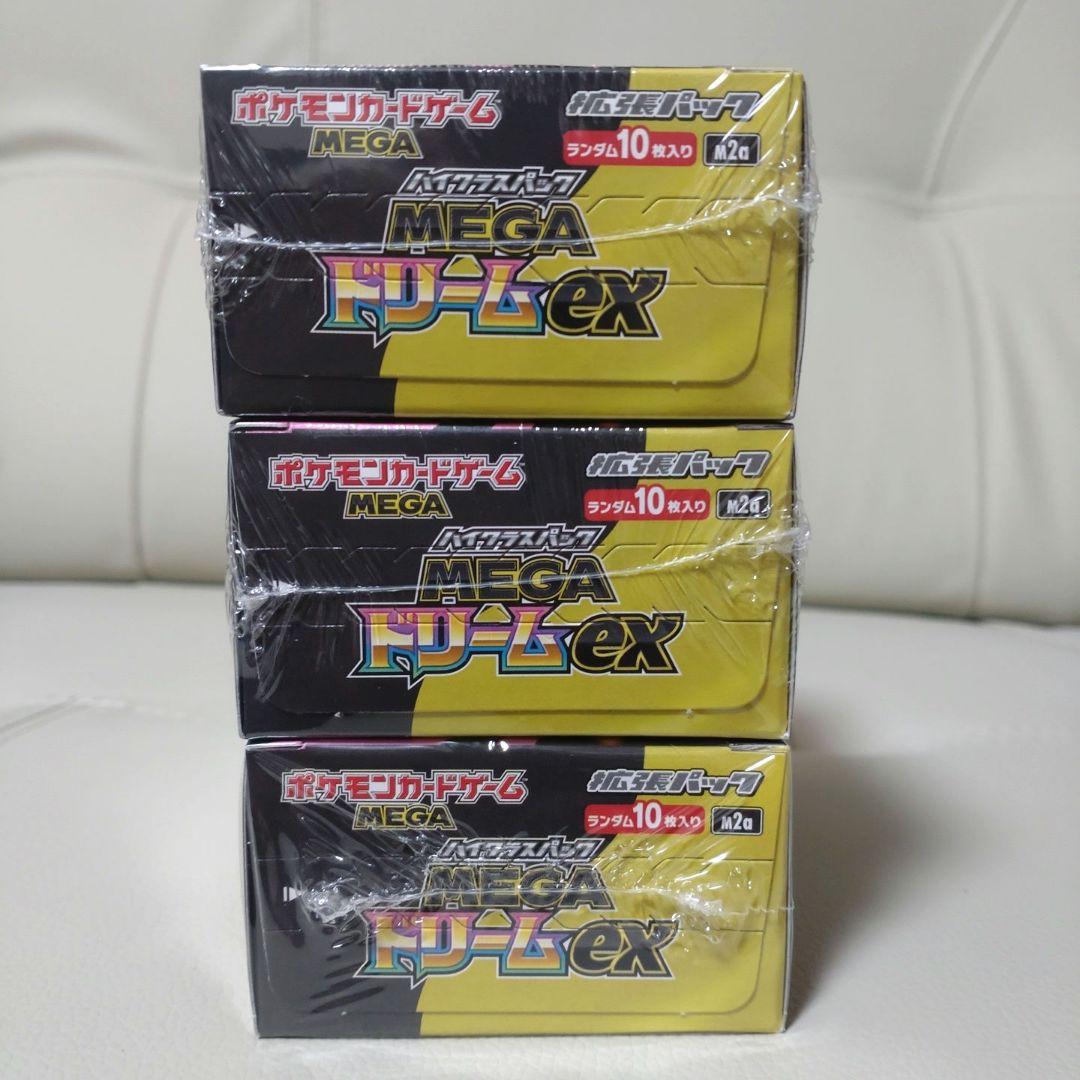 ポケモンカードゲーム
MEGA
拡張パック
ランダム10枚入り M2a
ハイクラスパック
MEGA
ドリームex
ポケモンカードゲーム
MEGA
拡張パック
ランダム10枚入り M2a
ハイクラスパック
MEGA
ドリームex
ポケモンカードゲーム
MEGA
拡張パック
ランダム10枚入り M2a
ハイクラスパック
MEGA
ドリームex